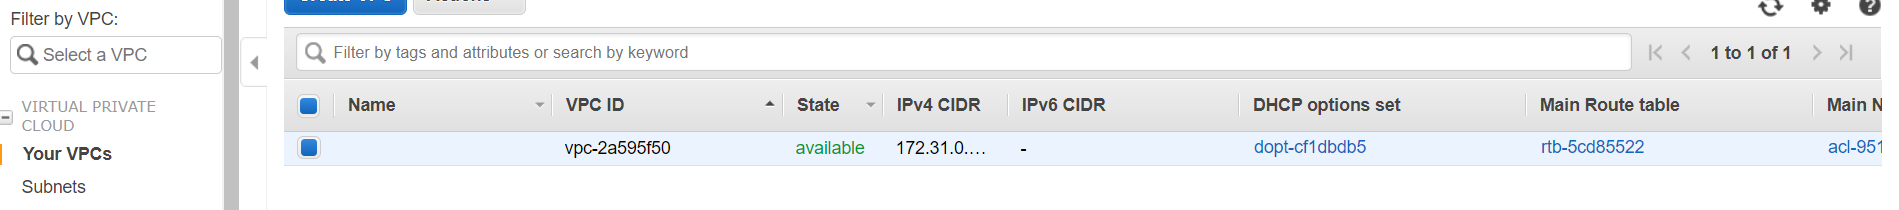 Filter by VPC:
Select a VPC
VIRTUAL PRIVATE
CLOUD
Your VPCs
Subnets
Filter by tags and attributes or search by keyword
1 to 1 of 1
Name VPC ID State IPv4 CIDR IPv6 CIDR DHCP options set Main Route table Main N
vpc-2a595f50 available 172.31.0.… - dopt-cf1dbdb5 rtb-5cd85522 acl-951